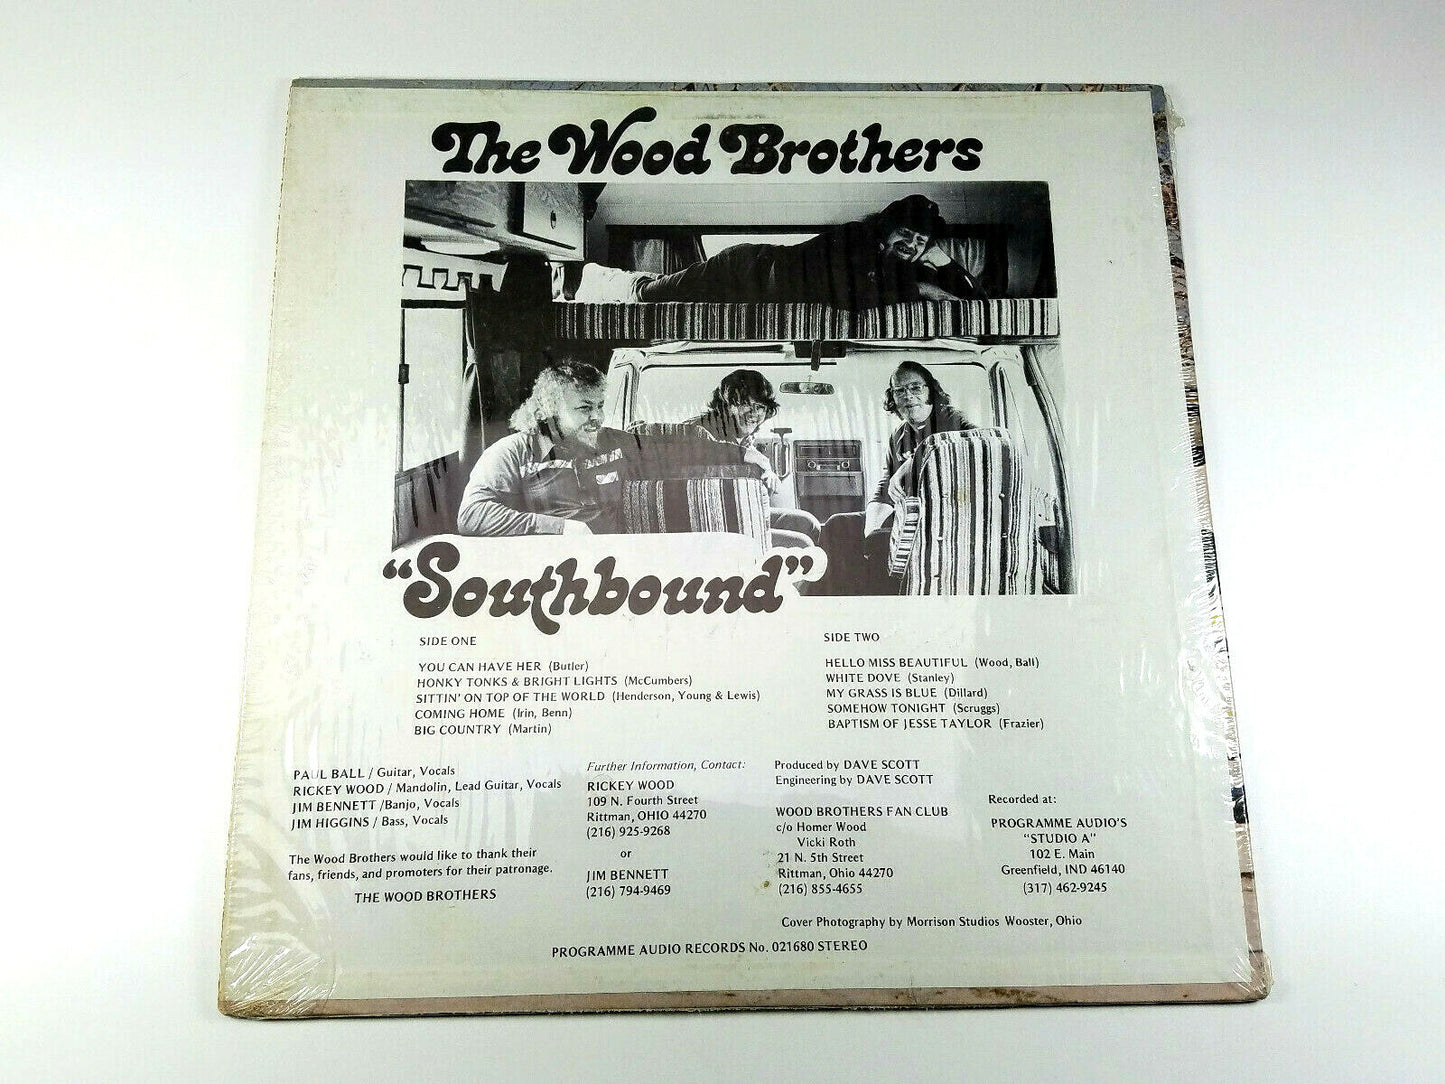 The Wood Brothers
"Southbound"
SIDE ONE
YOU CAN HAVE HER (Butler)
HONKY TONKS & BRIGHT LIGHTS (McCumbers)
SITTIN' ON TOP OF THE WORLD (Henderson, Young & Lewis)
COMING HOME (Irin, Benn)
BIG COUNTRY (Martin)
SIDE TWO
HELLO MISS BEAUTIFUL (Wood, Ball)
WHITE DOVE (Stanley)
MY GRASS IS BLUE (Dillard)
SOMEHOW TONIGHT (Scruggs)
BAPTISM OF JESSE TAYLOR (Frazier)
PAUL BALL / Guitar, Vocals
RICKEY WOOD / Mandolin, Lead Guitar, Vocals
JIM BENNETT /Banjo, Vocals
JIM HIGGINS / Bass, Vocals
The Wood Brothers would like to thank their
fans, friends, and promoters for their patronage.
THE WOOD BROTHERS
Further Information, Contact:
RICKEY WOOD
109 N. Fourth Street
Rittman, OHIO 44270
(216) 925-9268
or
JIM BENNETT
(216) 794-9469
Produced by DAVE SCOTT
Engineering by DAVE SCOTT
WOOD BROTHERS FAN CLUB
c/o Homer Wood
Vicki Roth
21 N. 5th Street
Rittman, Ohio 44270
(216) 855-4655
Recorded at:
PROGRAMME AUDIO'S
"STUDIO A"
102 E. Main
Greenfield, IND 46140
(317) 462-9245
Cover Photography by Morrison Studios Wooster, Ohio
PROGRAMME AUDIO RECORDS No. 021680 STEREO